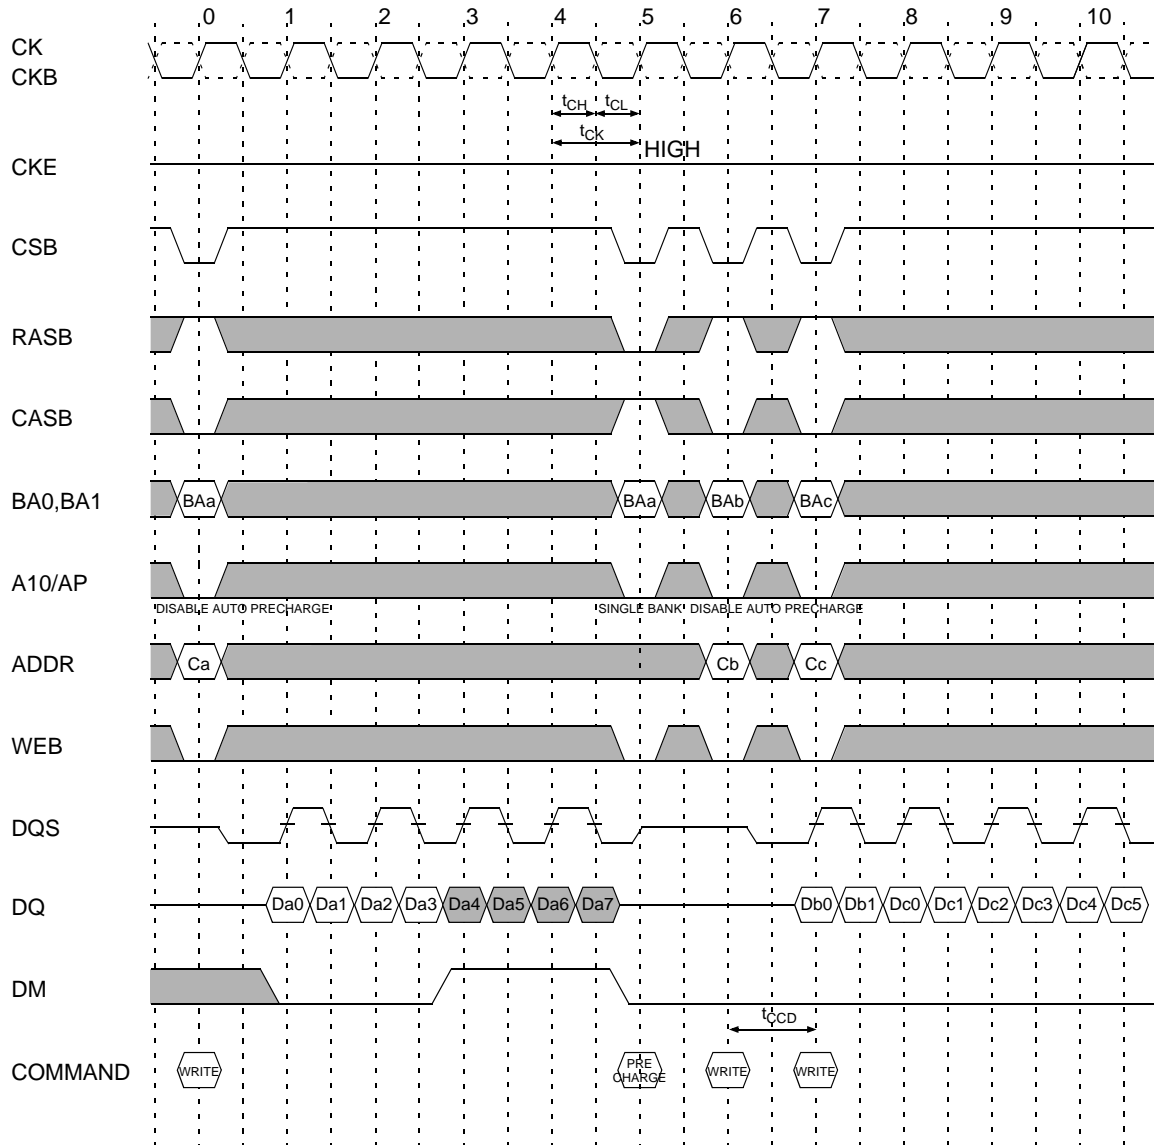 0 1 2 3 4 5 6 7 8 9 10
CK
CKB
tCH tCL
tCK
HIGH
CKE
CSB
RASB
CASB
BA0,BA1 BAa BAa BAb BAc
A10/AP
DISABLE AUTO PRECHARGE SINGLE BANK DISABLE AUTO PRECHARGE
ADDR Ca Cb Cc
WEB
DQS
DQ Da0 Da1 Da2 Da3 Da4 Da5 Da6 Da7 Db0 Db1 Dc0 Dc1 Dc2 Dc3 Dc4 Dc5
DM
tCCD
COMMAND WRITE PRE CHARGE WRITE WRITE